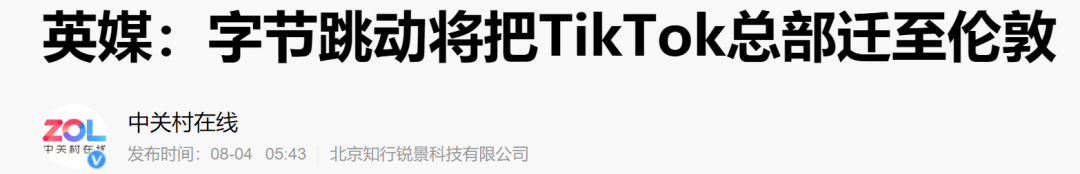 英媒：字节跳动将把TikTok总部迁至伦敦
ZOL
中关村在线
中关村在线
发布时间：08-04 05:43 北京知行锐景科技有限公司